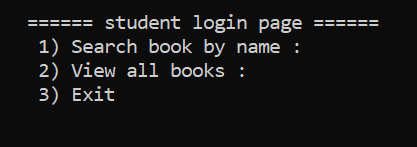 ====== student login page ======
1) Search book by name :
2) View all books :
3) Exit